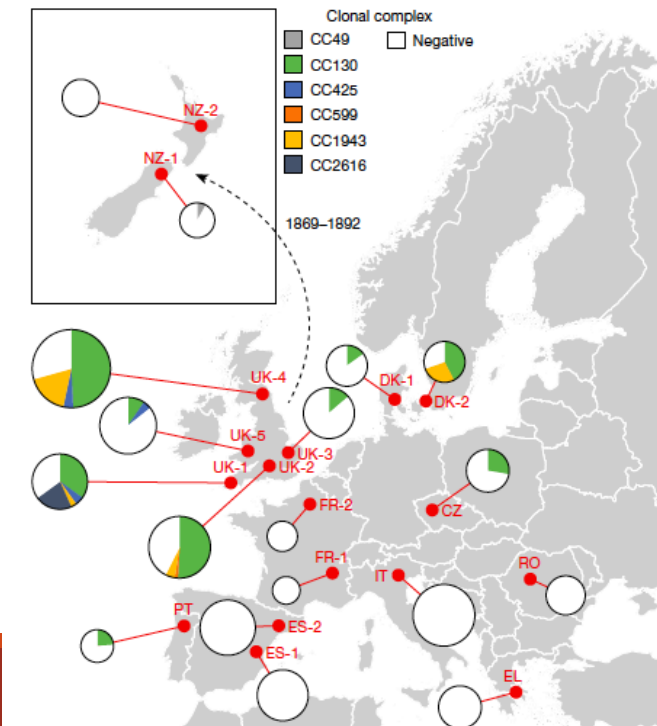 Clonal complex
CC49
Negative
CC130
CC425
CC599
CC1943
CC2616
NZ-2
NZ-1
1869–1892
UK-4
DK-1
DK-2
UK-5
UK-3
UK-1
UK-2
FR-2
CZ
FR-1
IT
RO
PT
ES-2
ES-1
EL